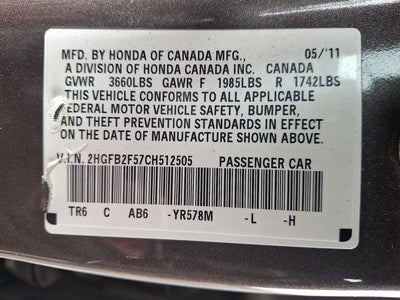 MFD. BY HONDA OF CANADA MFG., 05/'11
A DIVISION OF HONDA CANADA INC. CANADA
GVWR 3660LBS GAWR F 1985LBS R 1742LBS
THIS VEHICLE CONFORMS TO ALL APPLICABLE
FEDERAL MOTOR VEHICLE SAFETY, BUMPER,
AND THEFT PREVENTION STANDARDS IN EFFECT
ON THE DATE OF MANUFACTURE SHOWN ABOVE.
V.I.N. 2HGFB2F57CH512505 PASSENGER CAR
TR6 C AB6 -YR578M -L -H